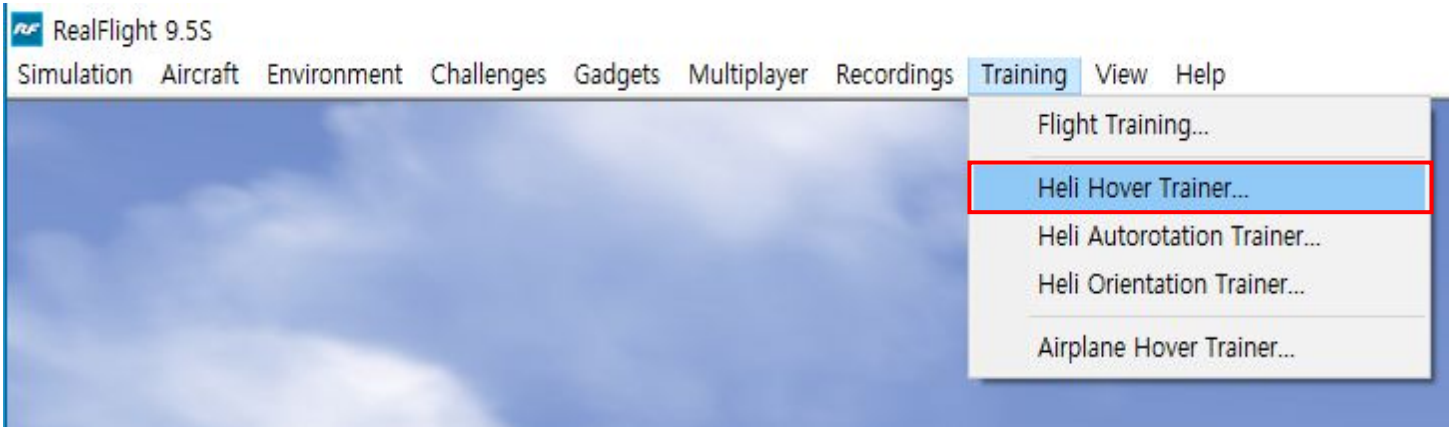 RF RealFlight 9.5S
Simulation Aircraft Environment Challenges Gadgets Multiplayer Recordings Training View Help
Flight Training...
Heli Hover Trainer...
Heli Autorotation Trainer...
Heli Orientation Trainer...
Airplane Hover Trainer...